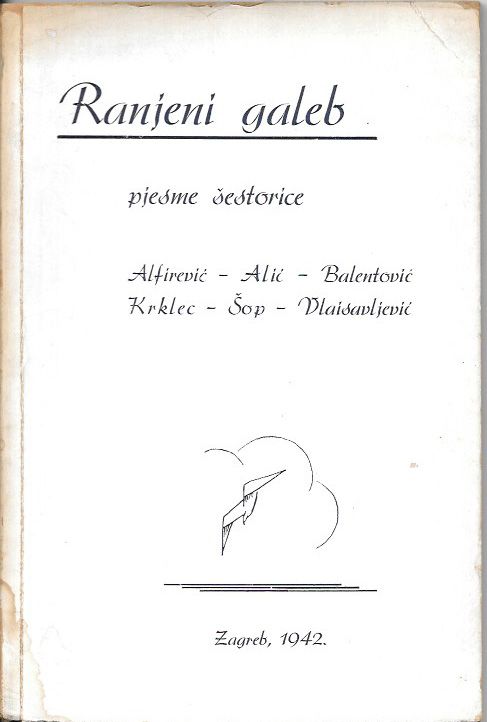 Ranjeni galeb
pjesme šestorice
Alfirević – Alić – Balentović
Krklec – Šop – Vlaisavljević
Zagreb, 1942.